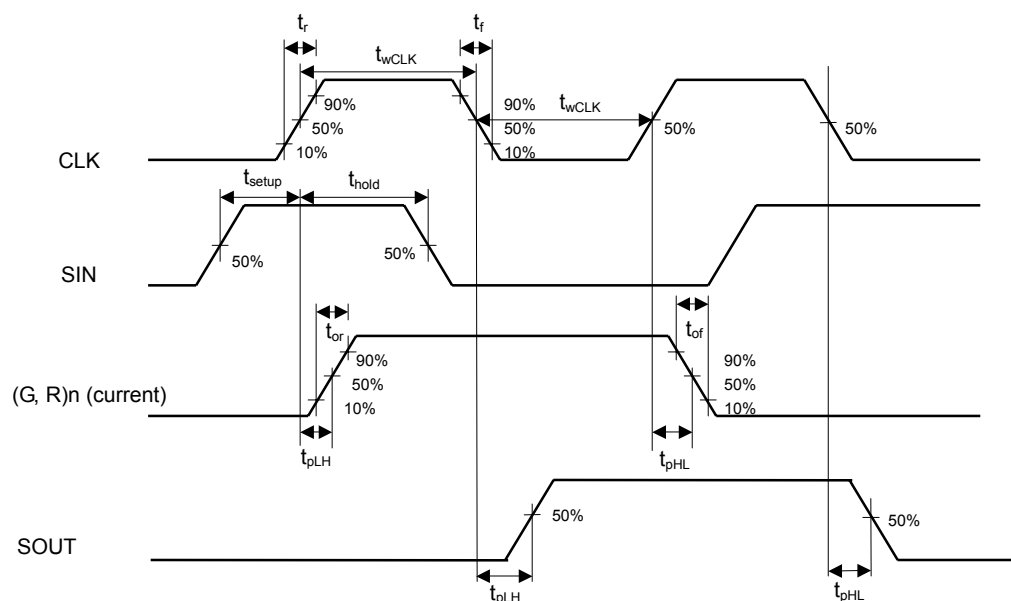 tr
tf
twCLK
90%
50%
10%
90%
50%
10%
twCLK
50%
50%
CLK
tsetup
thold
50%
50%
SIN
tor
tof
90%
50%
10%
90%
50%
10%
(G, R)n (current)
tpLH
tpHL
50%
50%
SOUT
tpLH
tpHL